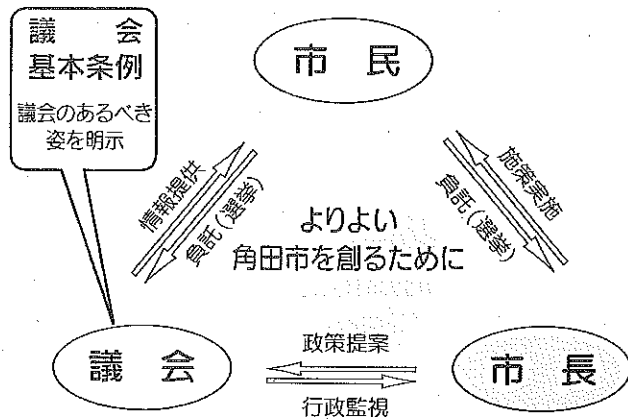 議　会
基本条例
議会のあるべき
姿を明示
市　民
情報提供
負託（選挙）
施策実施
負託（選挙）
よりよい
角田市を創るために
議　会
政策提案
行政監視
市　長